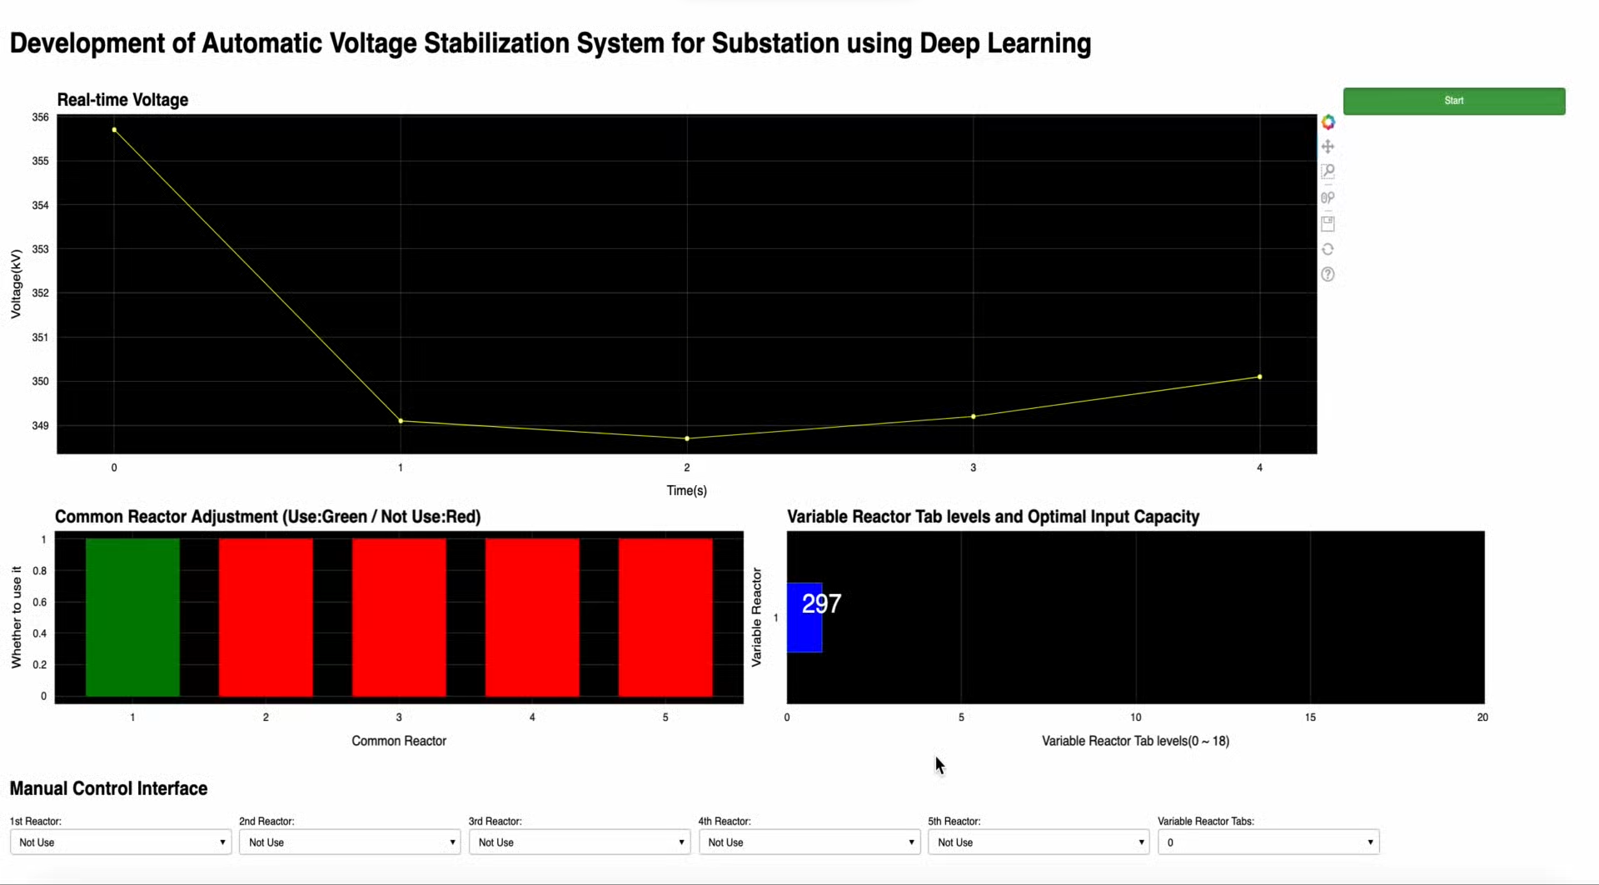 Development of Automatic Voltage Stabilization System for Substation using Deep Learning
Real-time Voltage
Start
356
355
354
353
352
351
350
349
Voltage(kV)
0 1 2 3 4
Time(s)
Common Reactor Adjustment (Use:Green / Not Use:Red)
1
0.8
0.6
0.4
0.2
0
Whether to use it
1 2 3 4 5
Common Reactor
Variable Reactor Tab levels and Optimal Input Capacity
Variable Reactor
1
297
0 5 10 15 20
Variable Reactor Tab levels(0 ~ 18)
Manual Control Interface
1st Reactor: 2nd Reactor: 3rd Reactor: 4th Reactor: 5th Reactor: Variable Reactor Tabs:
Not Use Not Use Not Use Not Use Not Use 0